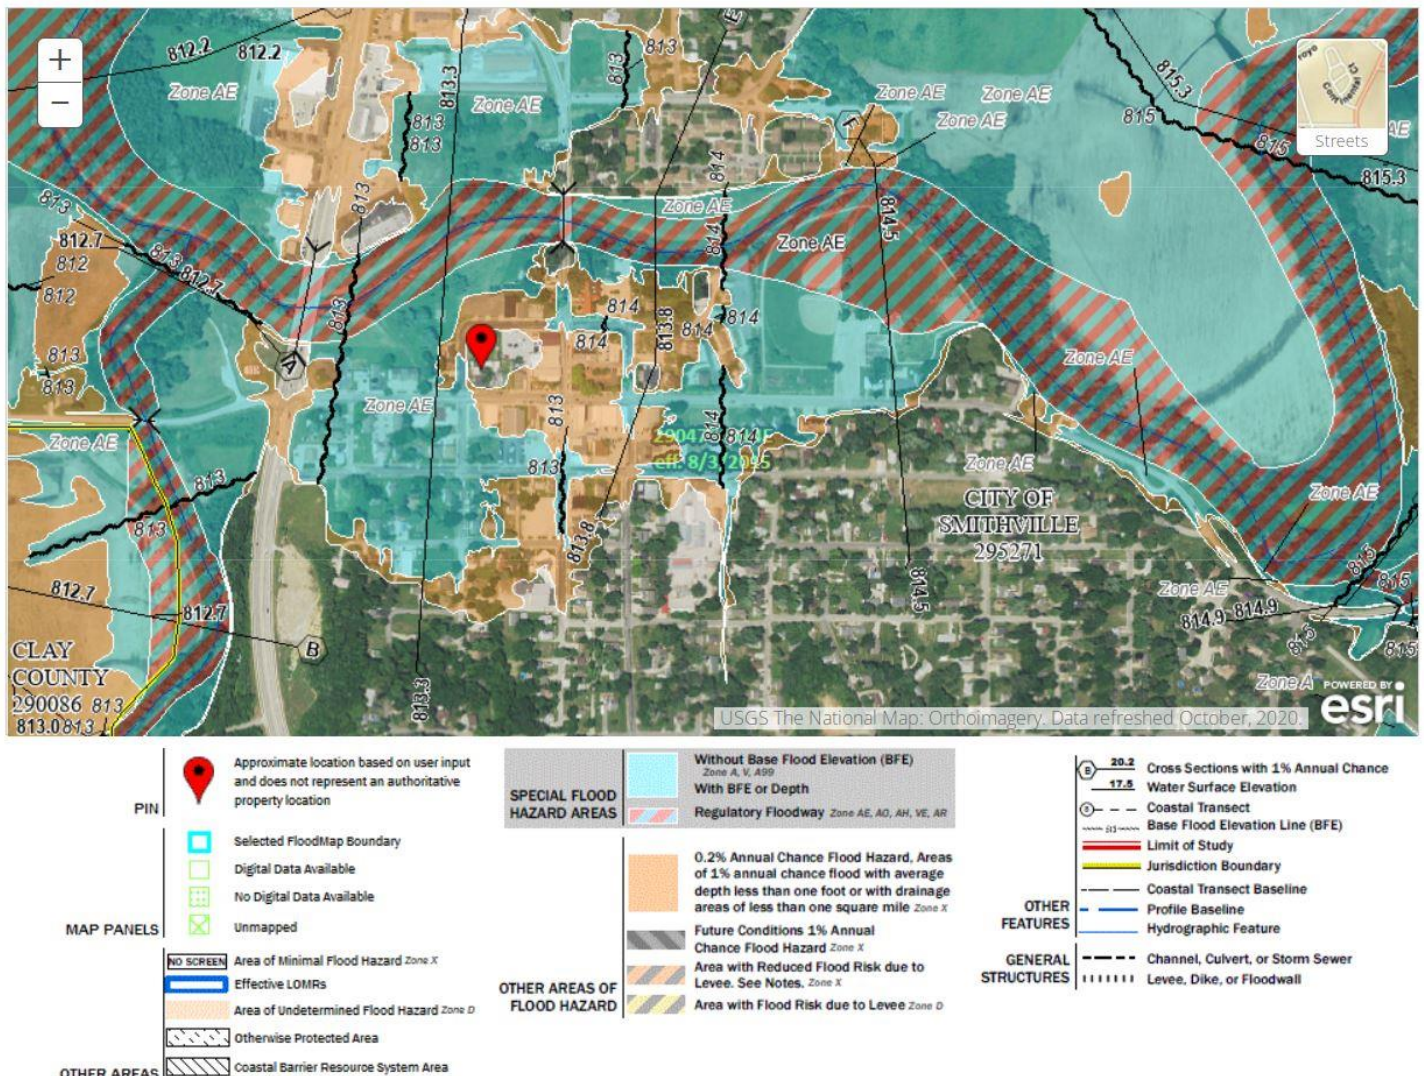 +
−
812.2
812.2
Zone AE
813.3
Zone AE
813
813
813
813
E
F
Zone AE
Zone AE
Zone AE
815
815.3
815
815.3
AE
royo
Continental Ct
Streets
814
814
814.5
Zone AE
Zone AE
813
812.7
812
812
813
813
813
812.7
813
813
A
814
814
813.8
814
814
Zone AE
Zone AE
Zone AE
813
813
814
814
eff. 8/3/2015
813
813
813.8
Zone AE
CITY OF
SMITHVILLE
295271
814.5
Zone AE
815
815
Zone AE
814.9
814.9
815
815
812.7
812.7
B
CLAY
COUNTY
290086
813
813.0
813
813.3
Zone A
POWERED BY
esri
USGS The National Map: Orthoimagery. Data refreshed October, 2020.
PIN
Approximate location based on user input
and does not represent an authoritative
property location
MAP PANELS
Selected FloodMap Boundary
Digital Data Available
No Digital Data Available
Unmapped
OTHER AREAS
NO SCREEN
Area of Minimal Flood Hazard Zone X
Effective LOMRs
Area of Undetermined Flood Hazard Zone D
Otherwise Protected Area
Coastal Barrier Resource System Area
SPECIAL FLOOD
HAZARD AREAS
Without Base Flood Elevation (BFE)
Zone A, V, A99
With BFE or Depth
Regulatory Floodway Zone AE, AO, AH, VE, AR
OTHER AREAS OF
FLOOD HAZARD
0.2% Annual Chance Flood Hazard, Areas
of 1% annual chance flood with average
depth less than one foot or with drainage
areas of less than one square mile Zone X
Future Conditions 1% Annual
Chance Flood Hazard Zone X
Area with Reduced Flood Risk due to
Levee. See Notes. Zone X
Area with Flood Risk due to Levee Zone D
OTHER
FEATURES
B 20.2
17.5
Cross Sections with 1% Annual Chance
Water Surface Elevation
Coastal Transect
Base Flood Elevation Line (BFE)
Limit of Study
Jurisdiction Boundary
Coastal Transect Baseline
Profile Baseline
Hydrographic Feature
GENERAL
STRUCTURES
Channel, Culvert, or Storm Sewer
Levee, Dike, or Floodwall